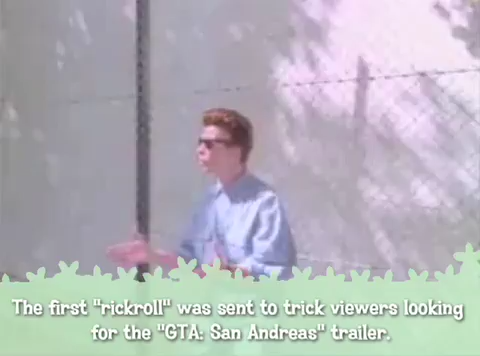 The first "rickroll" was sent to trick viewers looking
for the "GTA: San Andreas" trailer.